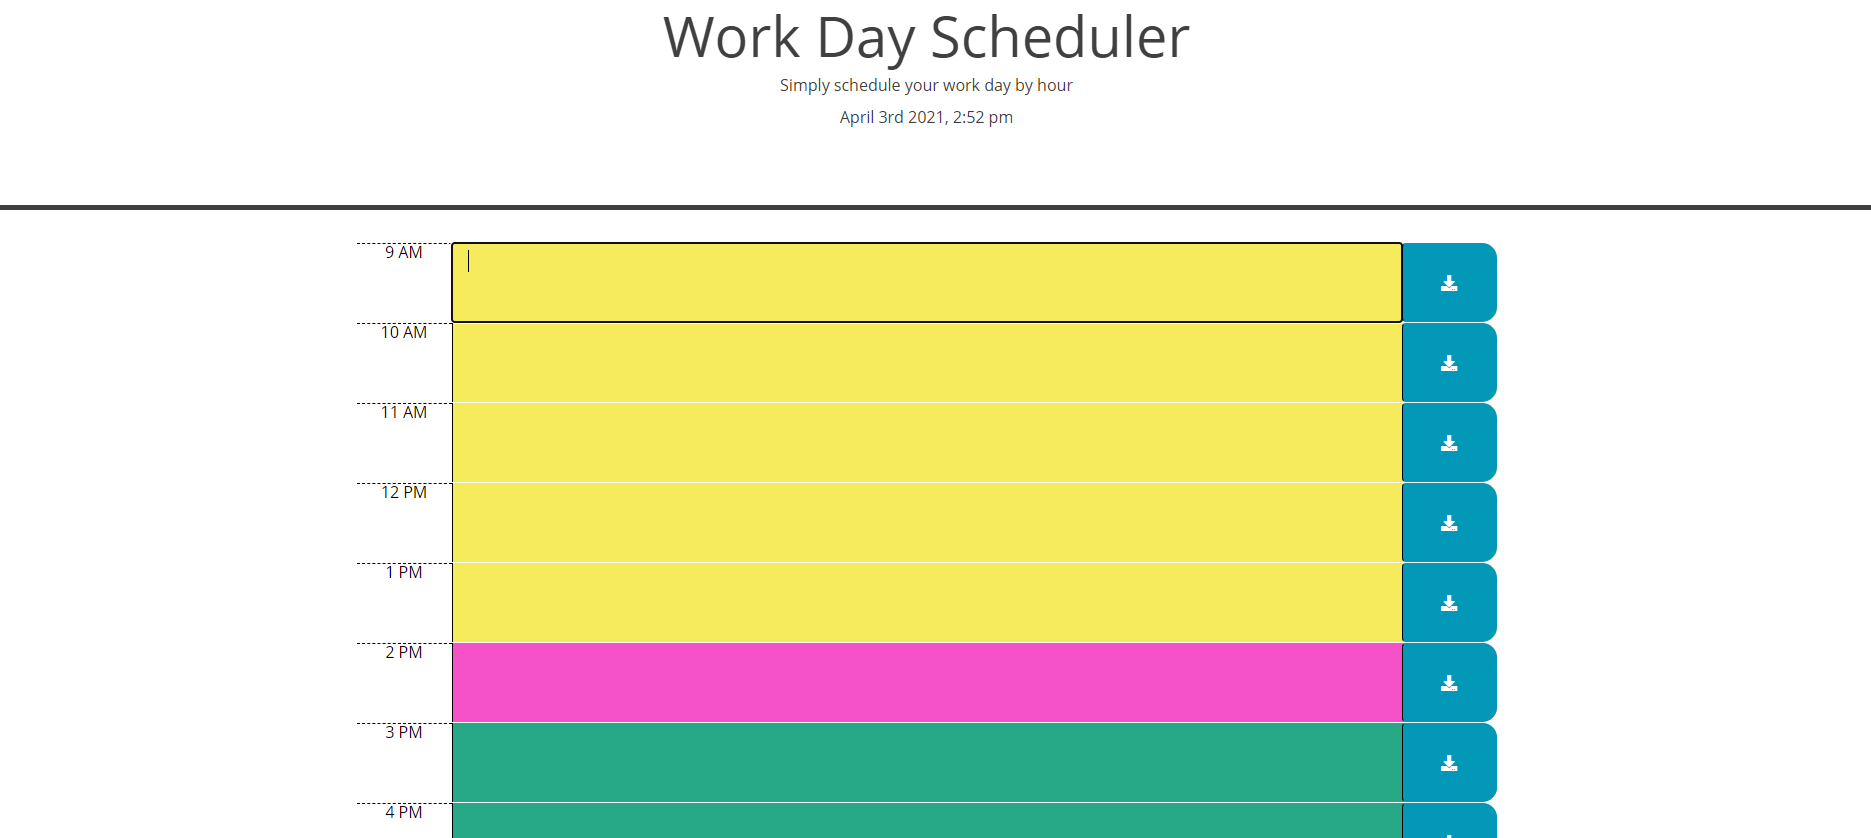 Work Day Scheduler
Simply schedule your work day by hour
April 3rd 2021, 2:52 pm
9 AM
10 AM
11 AM
12 PM
1 PM
2 PM
3 PM
4 PM